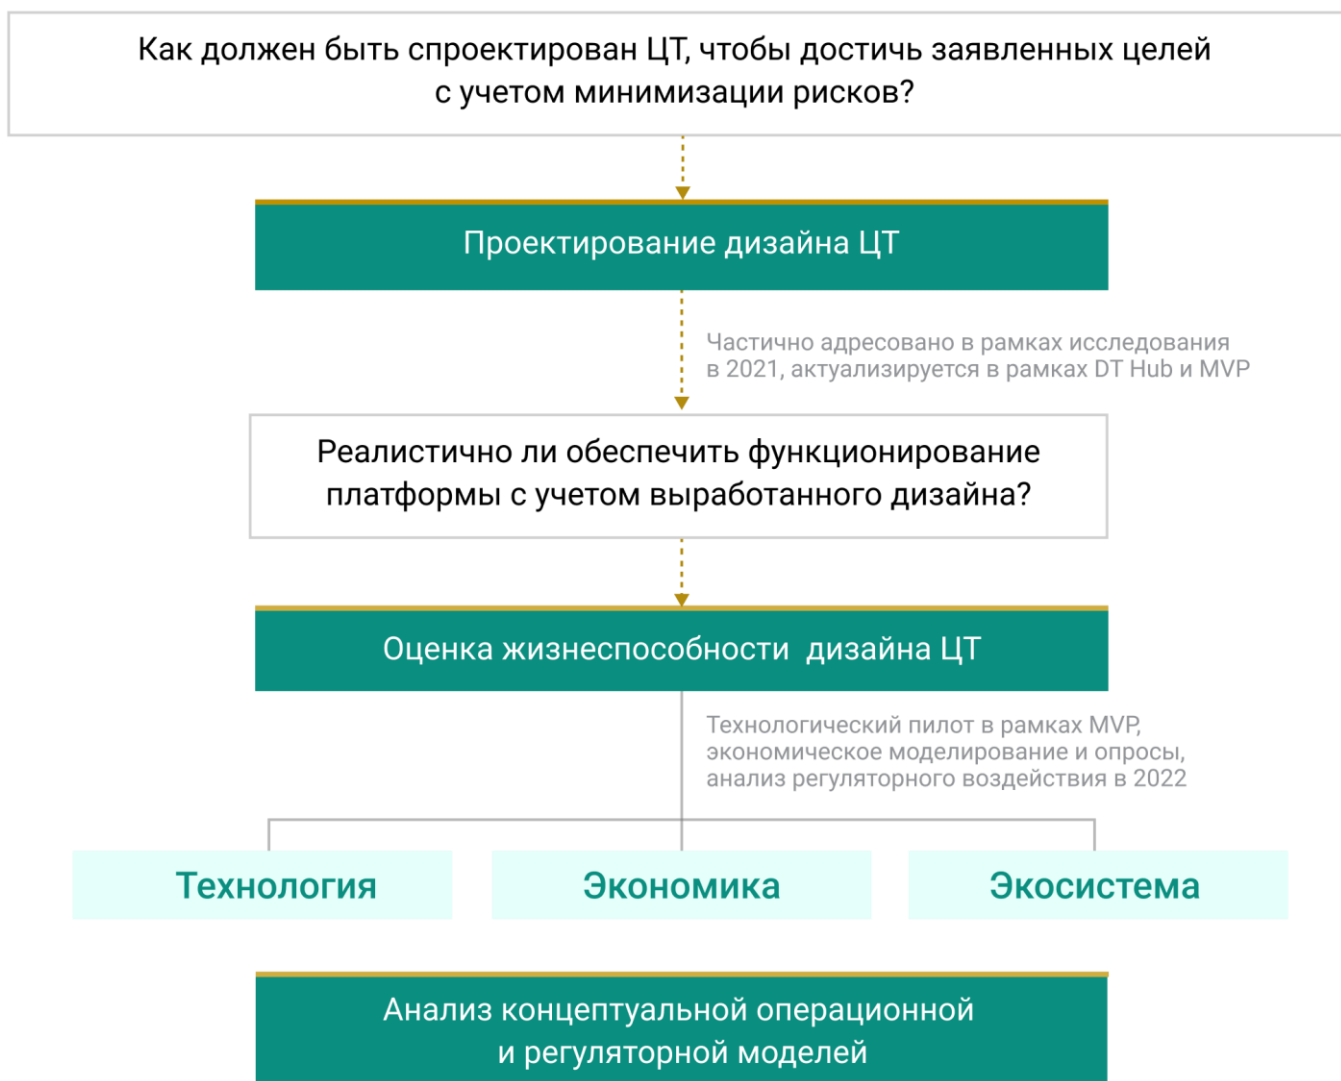 Как должен быть спроектирован ЦТ, чтобы достичь заявленных целей
с учетом минимизации рисков?
Проектирование дизайна ЦТ
Частично адресовано в рамках исследования
в 2021, актуализируется в рамках DT Hub и MVP
Реалистично ли обеспечить функционирование
платформы с учетом выработанного дизайна?
Оценка жизнеспособности дизайна ЦТ
Технологический пилот в рамках MVP,
экономическое моделирование и опросы,
анализ регуляторного воздействия в 2022
Технология
Экономика
Экосистема
Анализ концептуальной операционной
и регуляторной моделей